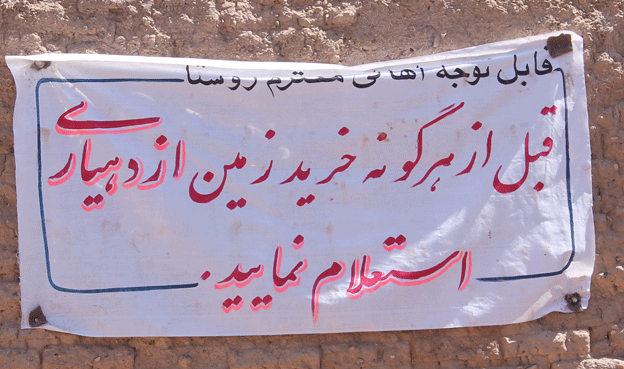 قابل توجه اهالی محترم روستا
قبل از هرگونه خرید زمین از دهیاری
استعلام نمایید.